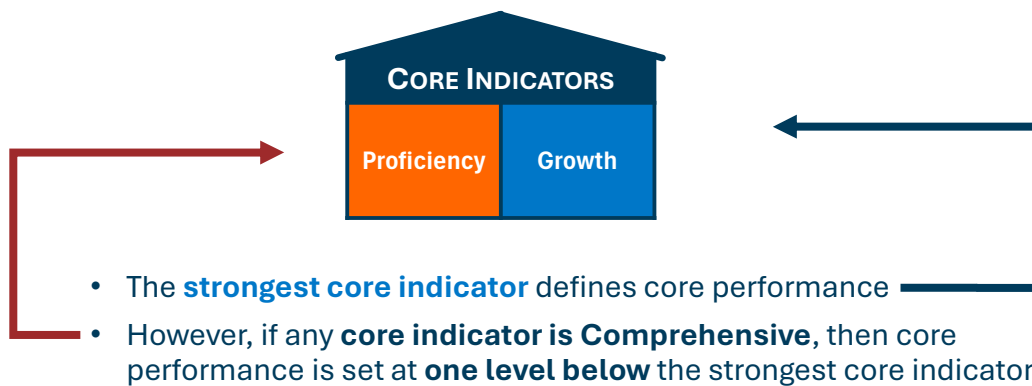 CORE INDICATORS
Proficiency Growth
• The strongest core indicator defines core performance
• However, if any core indicator is Comprehensive, then core
performance is set at one level below the strongest core indicator